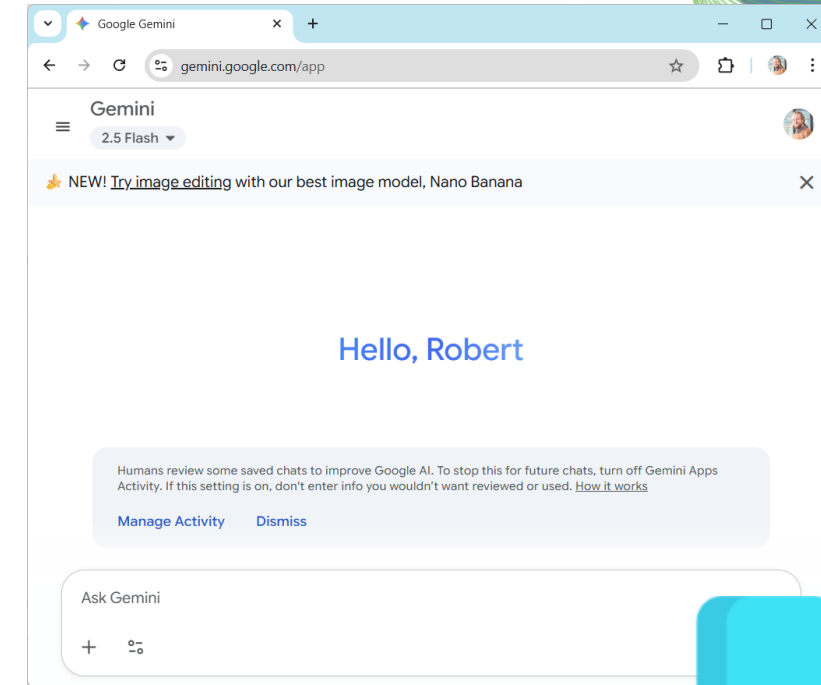 Google Gemini
gemini.google.com/app
Gemini
2.5 Flash
NEW! Try image editing with our best image model, Nano Banana
Hello, Robert
Humans review some saved chats to improve Google AI. To stop this for future chats, turn off Gemini Apps
Activity. If this setting is on, don't enter info you wouldn't want reviewed or used. How it works
Manage Activity Dismiss
Ask Gemini